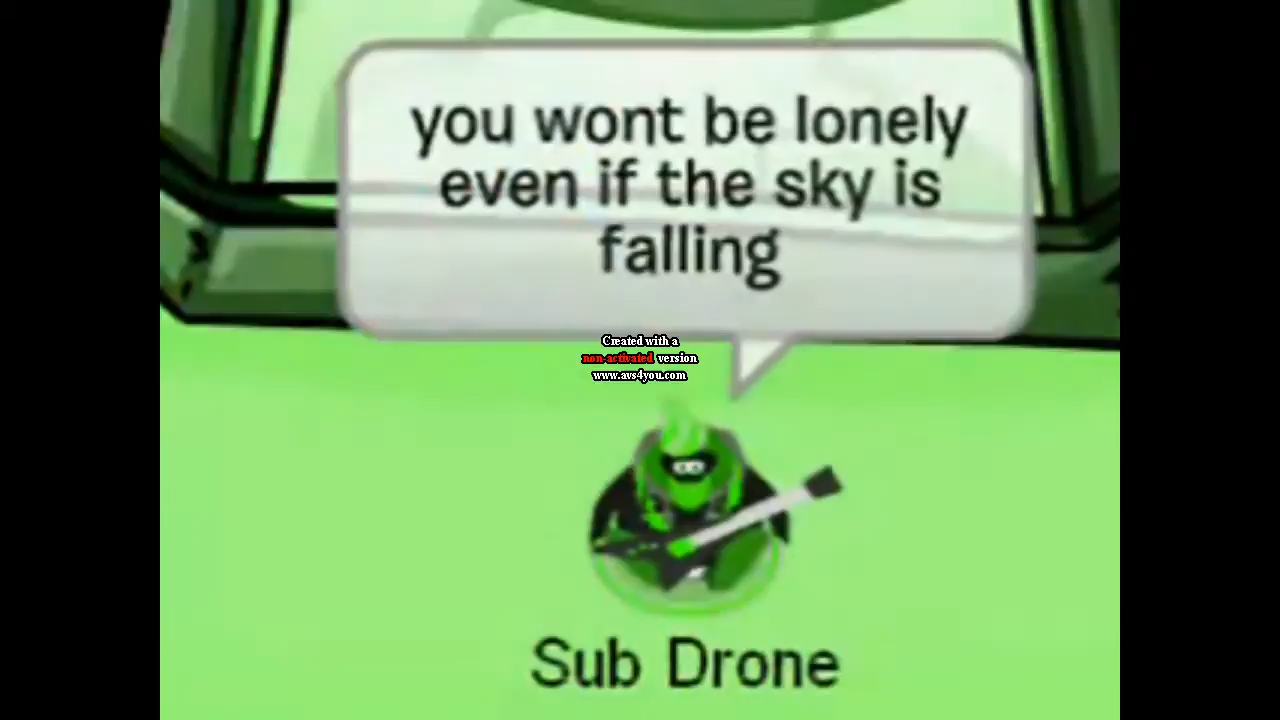 you wont be lonely
even if the sky is
falling
Created with a
non-activated version
www.avs4you.com
Sub Drone